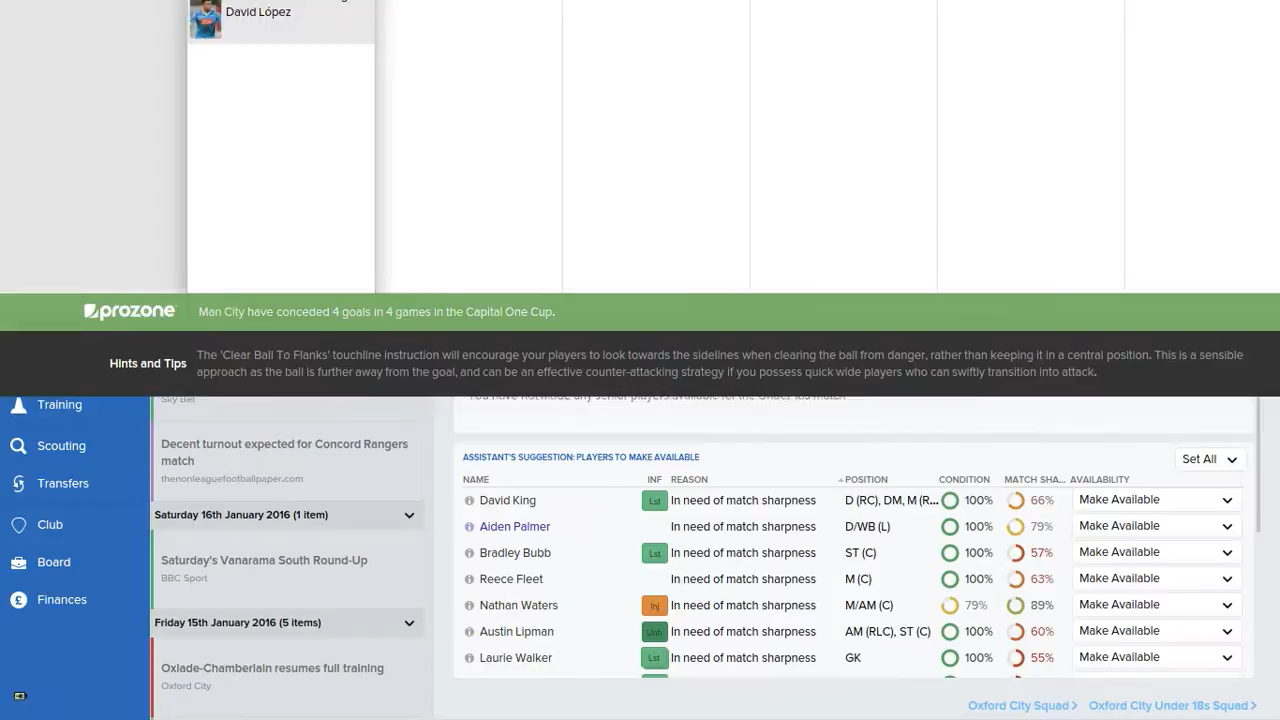 David López
prozone
Man City have conceded 4 goals in 4 games in the Capital One Cup.
Hints and Tips
The 'Clear Ball To Flanks' touchline instruction will encourage your players to look towards the sidelines when clearing the ball from danger, rather than keeping it in a central position. This is a sensible
approach as the ball is further away from the goal, and can be an effective counter-attacking strategy if you possess quick wide players who can swiftly transition into attack.
Training
Scouting
Transfers
Club
Board
Finances
Sky Bet
Decent turnout expected for Concord Rangers
match
thenonleaguefootballpaper.com
Saturday 16th January 2016 (1 item)
Saturday's Vanarama South Round-Up
BBC Sport
Friday 15th January 2016 (5 items)
Oxlade-Chamberlain resumes full training
Oxford City
ASSISTANT'S SUGGESTION: PLAYERS TO MAKE AVAILABLE
Set All
NAME INF REASON POSITION CONDITION MATCH SHA... AVAILABILITY
David King Lst In need of match sharpness D (RC), DM, M (R... 100% 66% Make Available
Aiden Palmer In need of match sharpness D/WB (L) 100% 79% Make Available
Bradley Bubb Lst In need of match sharpness ST (C) 100% 57% Make Available
Reece Fleet In need of match sharpness M (C) 100% 63% Make Available
Nathan Waters Inj In need of match sharpness M/AM (C) 79% 89% Make Available
Austin Lipman Unh In need of match sharpness AM (RLC), ST (C) 100% 60% Make Available
Laurie Walker Lst In need of match sharpness GK 100% 55% Make Available
Oxford City Squad> Oxford City Under 18s Squad>